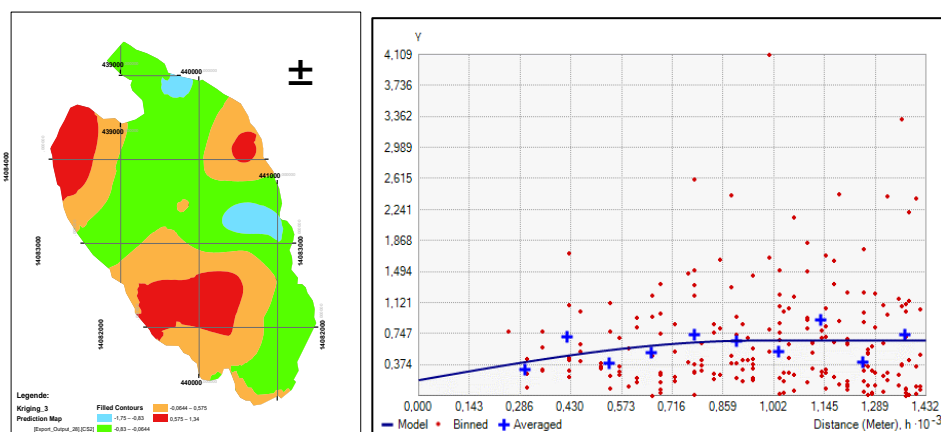 439000
440000
439000
14084000
441000
14083000
14083000
14082000
440000
Legende:
Kriging_3
Prediction Map
[Export_Output_26].[CS2]
Filled Contours
-1,75 – -0,83
-0,83 – -0,0644
-0,0644 – 0,575
0,575 – 1,34
Y
4,109
3,736
3,362
2,989
2,615
2,241
1,868
1,494
1,121
0,747
0,374
0,000 0,143 0,286 0,430 0,573 0,716 0,859 1,002 1,145 1,289 1,432
Model Binned Averaged
Distance (Meter), h ·10⁻³